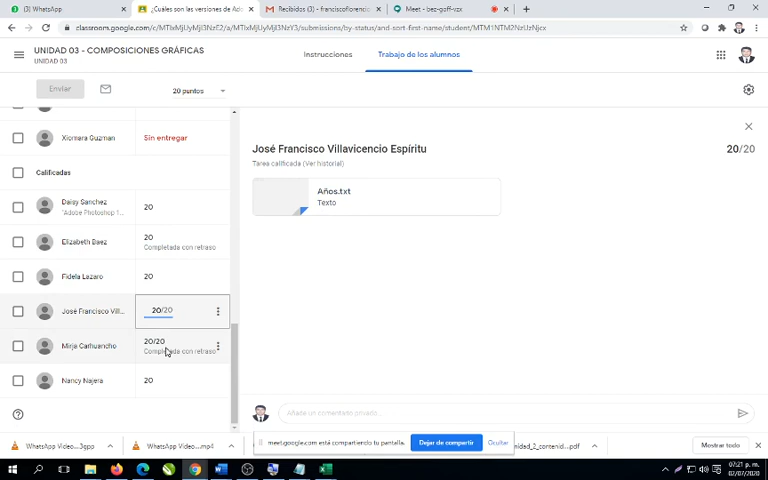 WhatsApp
¿Cuáles son las versiones de Ado
Recibidos (3) - franciscoflorenci
Meet - bez-goff-vzx
classroom.google.com/c/MTIxMjUyMjI3NzE2/a/MTIxMjUyMjI3NzY3/submissions/by-status/and-sort-first-name/student/MTM1NTM2NzUzNjcx
UNIDAD 03 - COMPOSICIONES GRÁFICAS
UNIDAD 03
Instrucciones
Trabajo de los alumnos
Enviar
20 puntos
Xiomara Guzman
Sin entregar
Calificadas
Daisy Sanchez
"Adobe Photoshop 1...
20
Elizabeth Baez
20
Completada con retraso
Fidela Lazaro
20
José Francisco Vill...
20/20
Mirja Carhuancho
20/20
Completada con retraso
Nancy Najera
20
José Francisco Villavicencio Espíritu
20/20
Tarea calificada (Ver historial)
Años.txt
Texto
Añade un comentario privado...
WhatsApp Video...3gpp
WhatsApp Video...mp4
meet.google.com está compartiendo tu pantalla.
Dejar de compartir
Ocultar
nidad_2_contenid...pdf
Mostrar todo
07:21 p. m.
02/07/2020